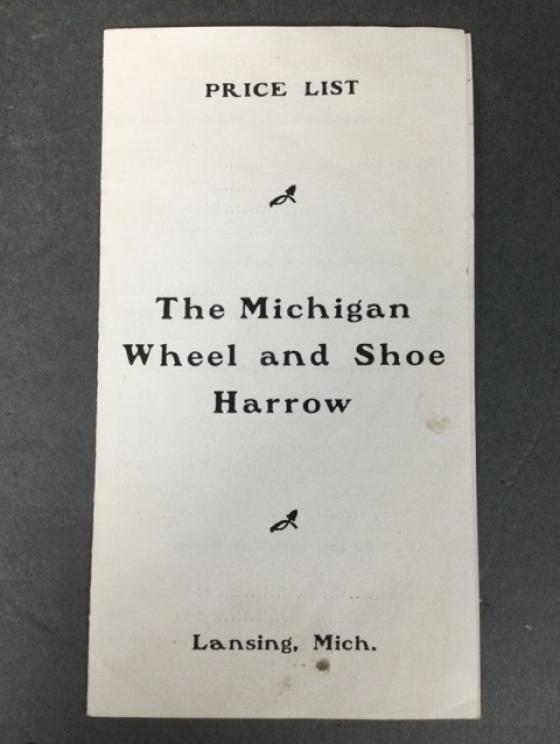 PRICE LIST
The Michigan
Wheel and Shoe
Harrow
Lansing, Mich.